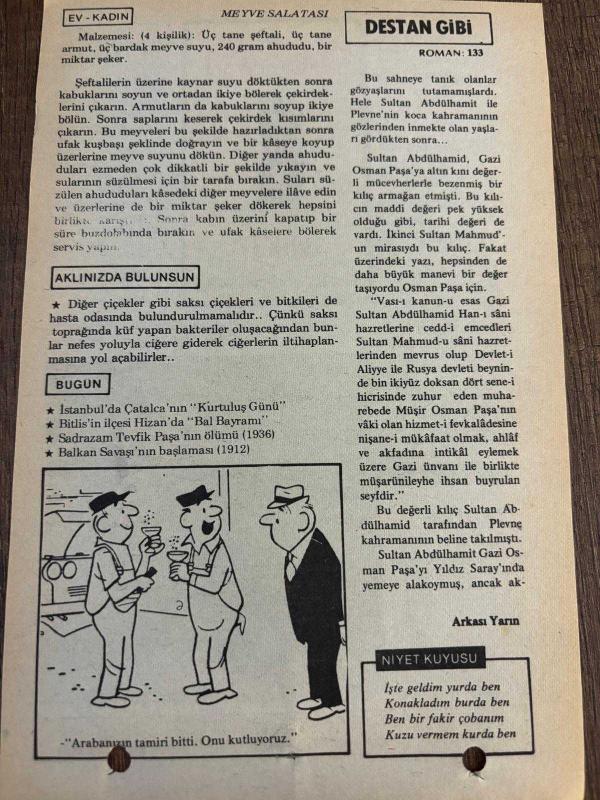 EV - KADIN
MEYVE SALATASI
Malzemesi: (4 kişilik): Üç tane şeftali, üç tane
armut, üç bardak meyve suyu, 240 gram ahududu, bir
miktar şeker.
Şeftalilerin üzerine kaynar suyu döktükten sonra
kabuklarını soyun ve ortadan ikiye bölerek çekirdek-
lerini çıkarın. Armutların da kabuklarını soyup ikiye
bölün. Sonra saplarını keserek çekirdek kısımlarını
çıkarın. Bu meyveleri bu şekilde hazırladıktan sonra
ufak kuşbaşı şeklinde doğrayın ve bir kâseye koyup
üzerlerine meyve suyunu dökün. Diğer yanda ahudu-
duları ezmeden çok dikkatli bir şekilde yıkayın ve
sularının süzülmesi için bir tarafa bırakın. Suları sü-
zülen ahududuları kâsedeki diğer meyvelere ilâve edin
ve üzerlerine de bir miktar şeker dökerek hepsini
birlikte Sonra kabın üzerini kapatıp bir
süre buzdolabında bırakın ve ufak kâselere bölerek
servis yapın.
AKLINIZDA BULUNSUN
★ Diğer çiçekler gibi saksı çiçekleri ve bitkileri de
hasta odasında bulundurulmamalıdır.. Çünkü saksı
toprağında küf yapan bakteriler oluşacağından bun-
lar nefes yoluyla ciğere giderek ciğerlerin iltihaplan-
masına yol açabilirler..
BUGÜN
★ İstanbul'da Çatalca'nın "Kurtuluş Günü"
★ Bitlis'in ilçesi Hizan'da "Bal Bayramı"
★ Sadrazam Tevfik Paşa'nın ölümü (1936)
★ Balkan Savaşı'nın başlaması (1912)
-"Arabanızın tamiri bitti. Onu kutluyoruz."
DESTAN GİBİ
ROMAN: 133
Bu sahneye tanık olanlar
gözyaşlarını tutamamışlardı.
Hele Sultan Abdülhamit ile
Plevne'nin koca kahramanının
gözlerinden inmekte olan yaşla-
rı gördükten sonra...
Sultan Abdülhamid, Gazi
Osman Paşa'ya altın kını değer-
li mücevherlerle bezenmiş bir
kılıç armağan etmişti. Bu kılı-
cın maddi değeri pek yüksek
olduğu gibi, tarihi değeri de
vardı. İkinci Sultan Mahmud'-
un mirasıydı bu kılıç. Fakat
üzerindeki yazı, hepsinden de
daha büyük manevi bir değer
taşıyordu Osman Paşa için.
"Vası-ı kanun-u esas Gazi
Sultan Abdülhamid Han-ı sâni
hazretlerine cedd-i emcedleri
Sultan Mahmud-u sâni hazret-
lerinden mevrus olup Devlet-i
Aliyye ile Rusya devleti beynin-
de bin ikiyüz doksan dört sene-i
hicrisinde zuhur eden muha-
rebede Müşir Osman Paşa'nın
vâki olan hizmet-i fevkalâdesine
nişane-i mükâfaat olmak, ahlâf
ve akfadına intikâl eylemek
üzere Gazi ünvanı ile birlikte
müşarünileyhe ihsan buyrulan
seyfdir."
Bu değerli kılıç Sultan Ab-
dülhamid tarafından Plevne
kahramanının beline takılmıştı.
Sultan Abdülhamit Gazi Os-
man Paşa'yı Yıldız Saray'ında
yemeye alakoymuş, ancak ak-
Arkası Yarın
NİYET KUYUSU
İşte geldim yurda ben
Konakladım burda ben
Ben bir fakir çobanım
Kuzu vermem kurda ben